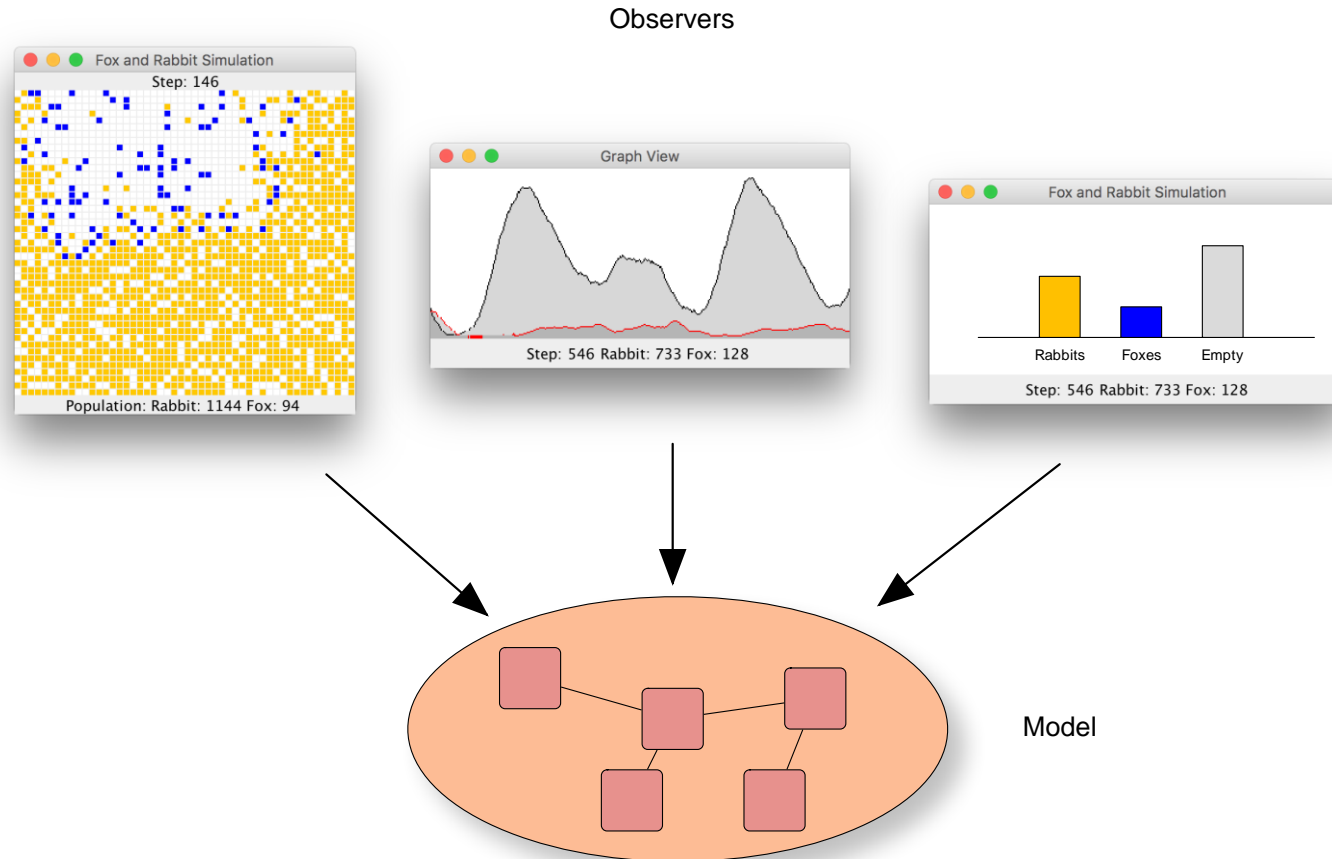 Observers
Fox and Rabbit Simulation
Step: 146
Population: Rabbit: 1144 Fox: 94
Graph View
Step: 546 Rabbit: 733 Fox: 128
Fox and Rabbit Simulation
Rabbits Foxes Empty
Step: 546 Rabbit: 733 Fox: 128
Model